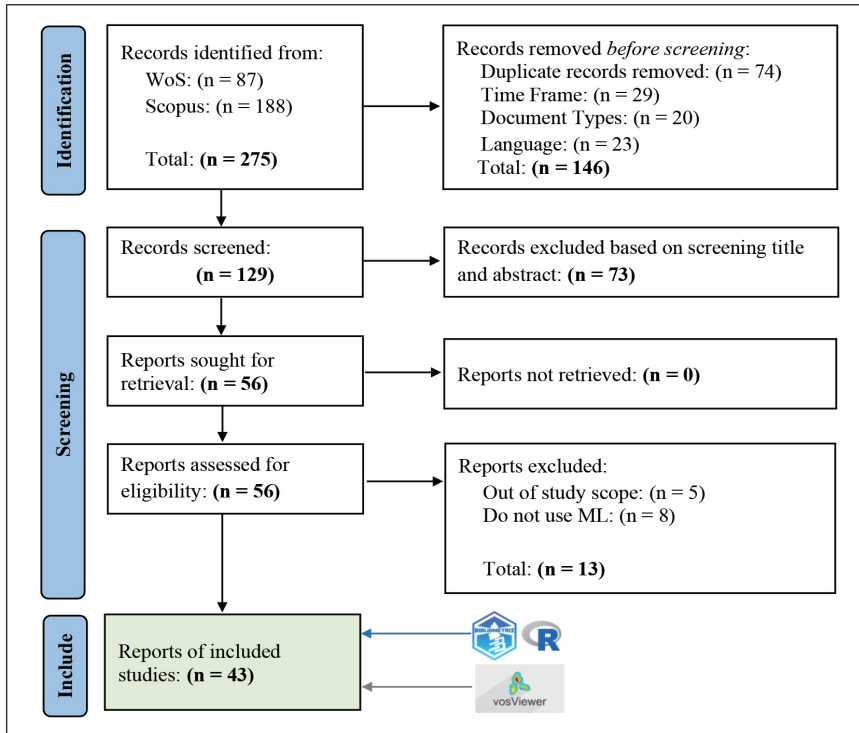 Identification
Records identified from:
WoS: (n = 87)
Scopus: (n = 188)
Total: (n = 275)
Records removed before screening:
Duplicate records removed: (n = 74)
Time Frame: (n = 29)
Document Types: (n = 20)
Language: (n = 23)
Total: (n = 146)
Screening
Records screened:
(n = 129)
Records excluded based on screening title
and abstract: (n = 73)
Reports sought for
retrieval: (n = 56)
Reports not retrieved: (n = 0)
Reports assessed for
eligibility: (n = 56)
Reports excluded:
Out of study scope: (n = 5)
Do not use ML: (n = 8)
Total: (n = 13)
Include
Reports of included
studies: (n = 43)
BIBLIOMETRIX
R
vosViewer